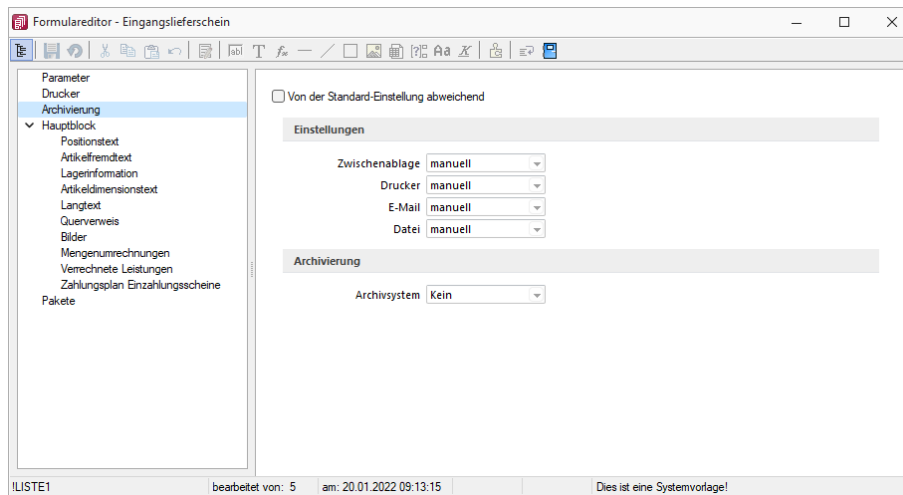 Formulareditor - Eingangslieferschein
Parameter
Drucker
Archivierung
Hauptblock
Positionstext
Artikelfremdtext
Lagerinformation
Artikeldimensionstext
Langtext
Querverweis
Bilder
Mengenumrechnungen
Verrechnete Leistungen
Zahlungsplan Einzahlungsscheine
Pakete
Von der Standard-Einstellung abweichend
Einstellungen
Zwischenablage manuell
Drucker manuell
E-Mail manuell
Datei manuell
Archivierung
Archivsystem Kein
!LISTE1 bearbeitet von: 5 am: 20.01.2022 09:13:15 Dies ist eine Systemvorlage!